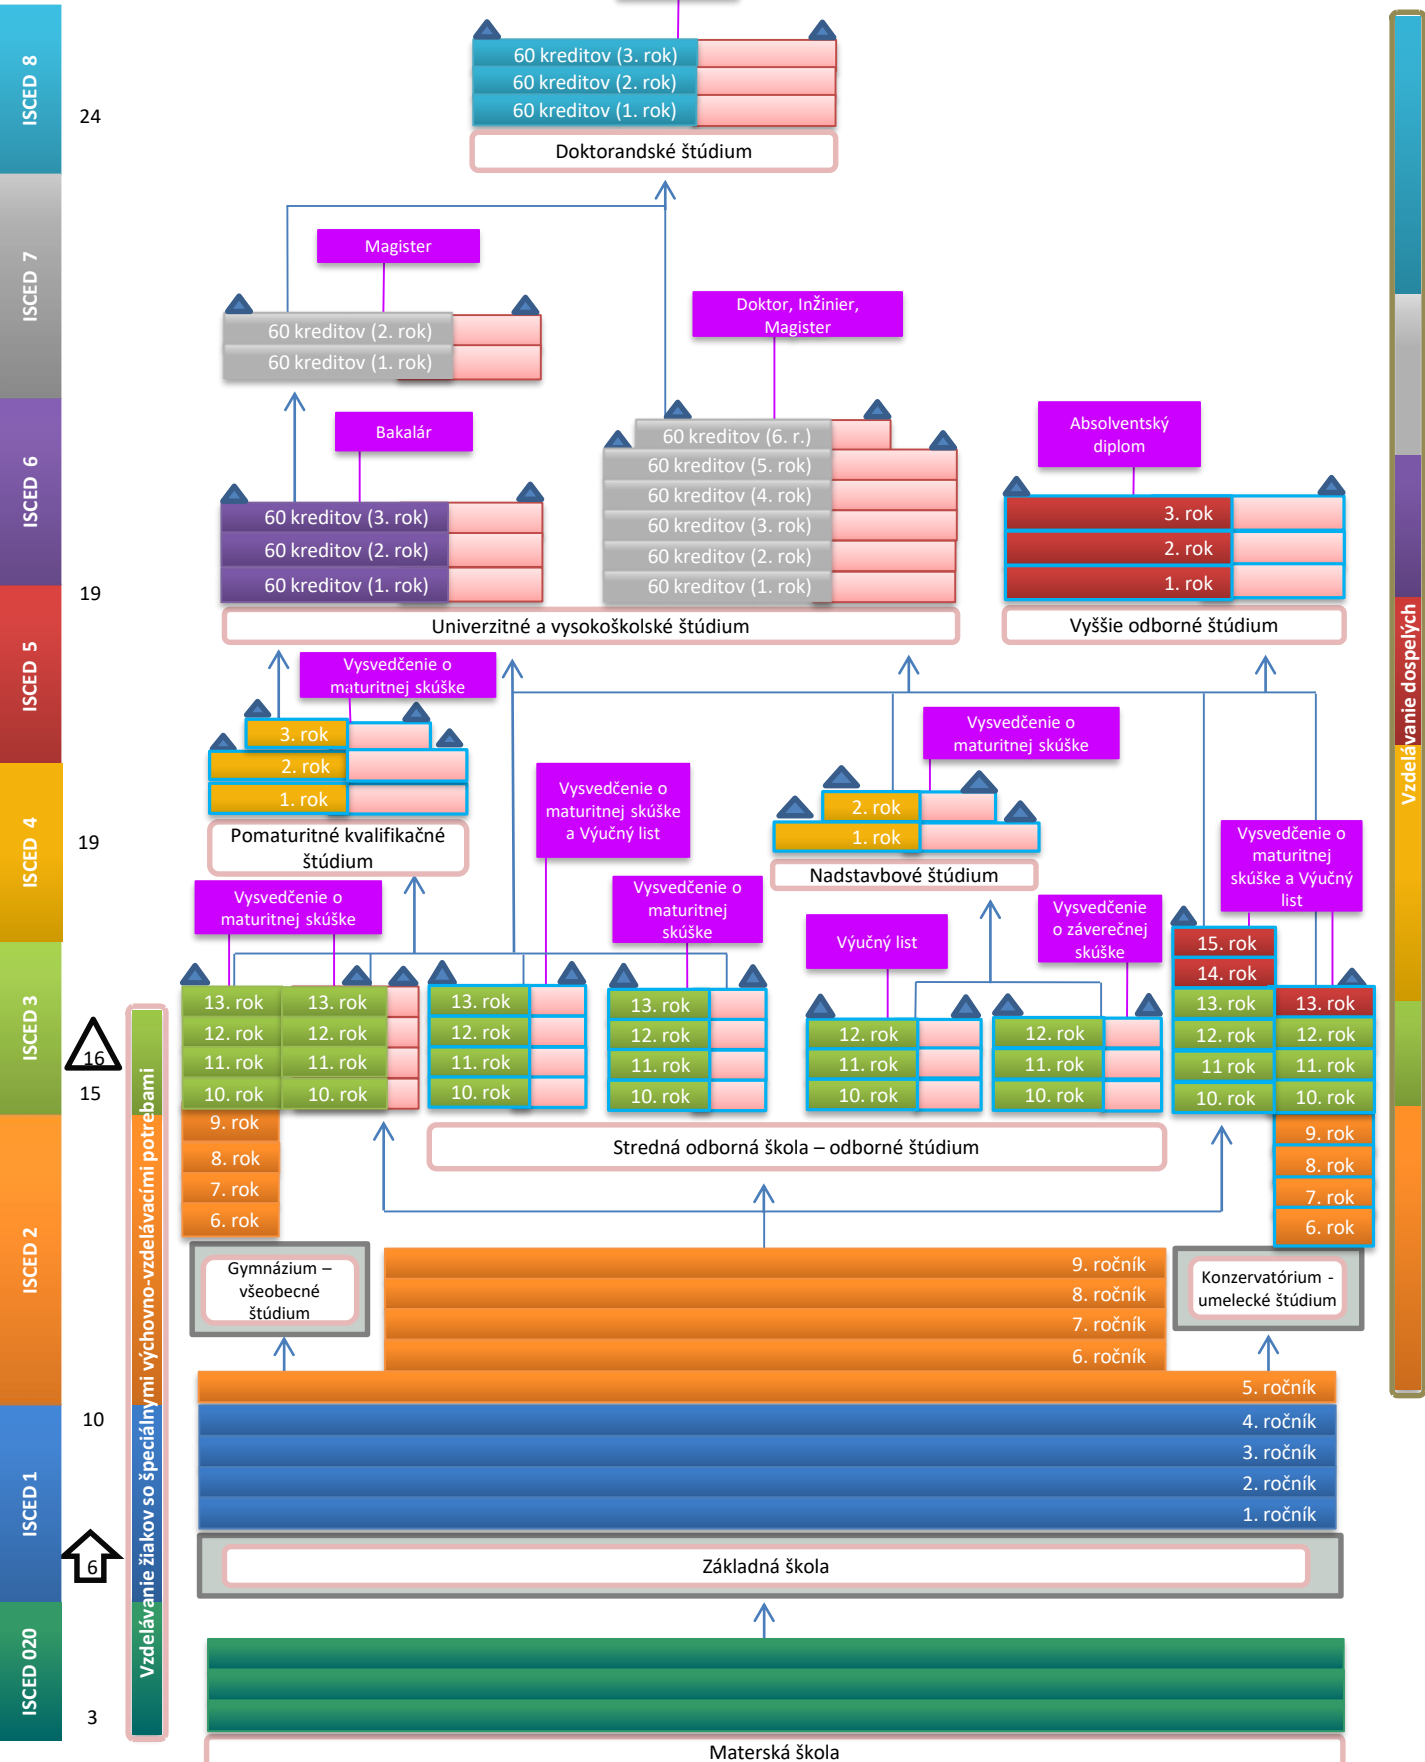 ISCED 8
24
60 kreditov (3. rok)
60 kreditov (2. rok)
60 kreditov (1. rok)
Doktorandské štúdium
ISCED 7
Magister
60 kreditov (2. rok)
60 kreditov (1. rok)
Doktor, Inžinier,
Magister
60 kreditov (6. r.)
60 kreditov (5. rok)
60 kreditov (4. rok)
60 kreditov (3. rok)
60 kreditov (2. rok)
60 kreditov (1. rok)
ISCED 6
Bakalár
60 kreditov (3. rok)
60 kreditov (2. rok)
60 kreditov (1. rok)
Absolventský
diplom
3. rok
2. rok
1. rok
19
Univerzitné a vysokoškolské štúdium
Vyššie odborné štúdium
ISCED 5
Vysvedčenie o
maturitnej skúške
3. rok
2. rok
1. rok
Pomaturitné kvalifikačné
štúdium
Vysvedčenie o
maturitnej skúške
2. rok
1. rok
Nadstavbové štúdium
ISCED 4
19
Vysvedčenie o
maturitnej skúške
Vysvedčenie o
maturitnej skúške
a Výučný list
Vysvedčenie o
maturitnej
skúške
Výučný list
Vysvedčenie
o záverečnej
skúške
Vysvedčenie o
maturitnej
skúške a Výučný
list
ISCED 3
16
15
13. rok
12. rok
11. rok
10. rok
9. rok
8. rok
7. rok
6. rok
13. rok
12. rok
11. rok
10. rok
13. rok
12. rok
11. rok
10. rok
13. rok
12. rok
11. rok
10. rok
12. rok
11. rok
10. rok
12. rok
11. rok
10. rok
15. rok
14. rok
13. rok
12. rok
11 rok
10. rok
13. rok
12. rok
11. rok
10. rok
9. rok
8. rok
7. rok
6. rok
Stredná odborná škola – odborné štúdium
ISCED 2
Gymnázium –
všeobecné
štúdium
Konzervatórium -
umelecké štúdium
9. ročník
8. ročník
7. ročník
6. ročník
5. ročník
10
4. ročník
3. ročník
2. ročník
1. ročník
ISCED 1
6
Základná škola
ISCED 020
3
Materská škola
Vzdelávanie žiakov so špeciálnymi výchovno-vzdelávacími potrebami
Vzdelávanie dospelých